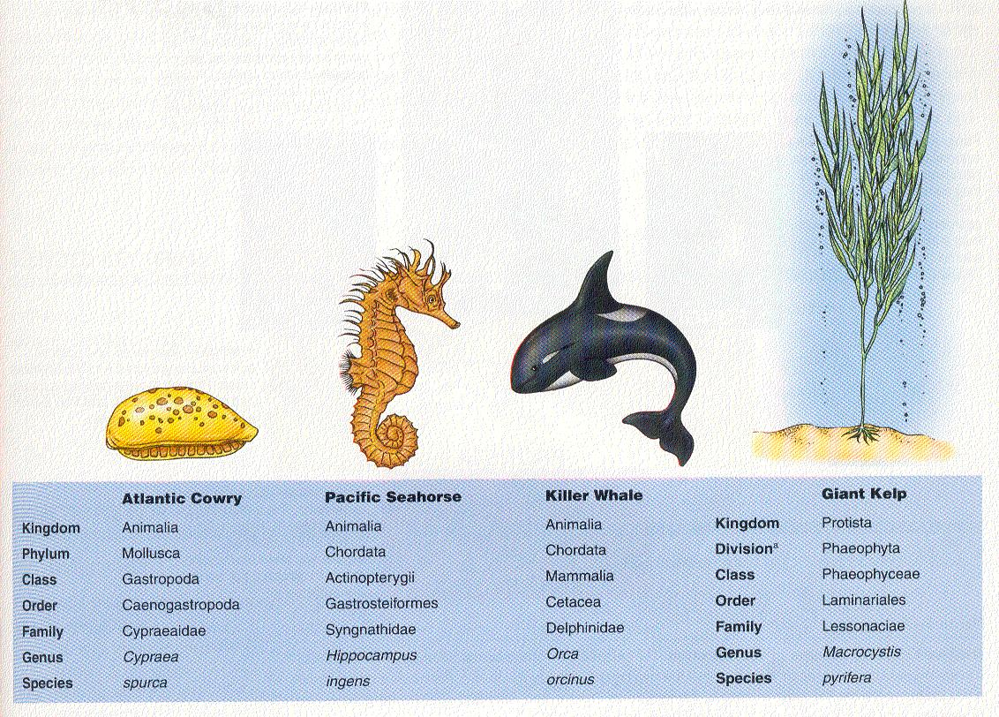 Atlantic Cowry Pacific Seahorse Killer Whale Giant Kelp
Kingdom Animalia Animalia Animalia Kingdom Protista
Phylum Mollusca Chordata Chordata Divisionª Phaeophyta
Class Gastropoda Actinopterygii Mammalia Class Phaeophyceae
Order Caenogastropoda Gastrosteiformes Cetacea Order Laminariales
Family Cypraeaidae Syngnathidae Delphinidae Family Lessonaciae
Genus Cypraea Hippocampus Orca Genus Macrocystis
Species spurca ingens orcinus Species pyrifera